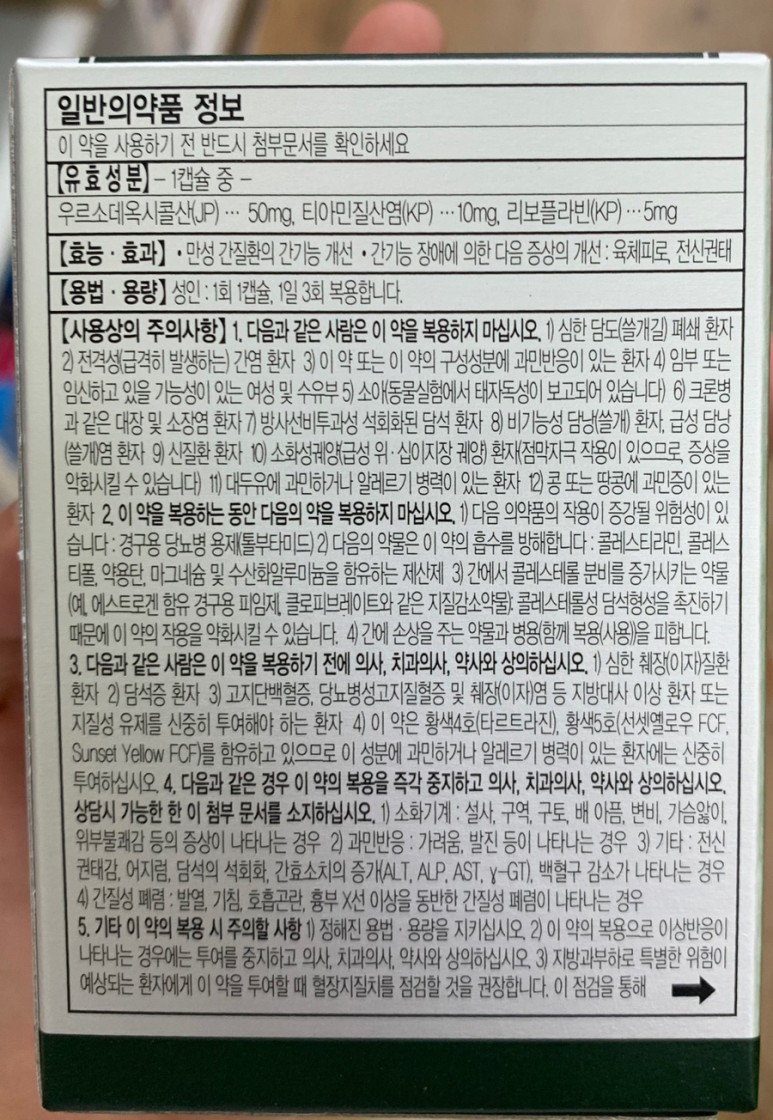 일반의약품 정보
이 약을 사용하기 전 반드시 첨부문서를 확인하세요
【유효성분】 - 1캡슐 중 -
우르소데옥시콜산(JP) ··· 50mg, 티아민질산염(KP) ···10mg, 리보플라빈(KP) ···5mg
【효능 · 효과】 •만성 간질환의 간기능 개선 •간기능 장애에 의한 다음 증상의 개선 : 육체피로, 전신권태
【용법 · 용량】 성인 : 1회 1캡슐, 1일 3회 복용합니다.
【사용상의 주의사항】 1. 다음과 같은 사람은 이 약을 복용하지 마십시오. 1) 심한 담도(쓸개길) 폐쇄 환자
2) 전격성(급격히 발생하는) 간염 환자 3) 이 약 또는 이 약의 구성성분에 과민반응이 있는 환자 4) 임부 또는
임신하고 있을 가능성이 있는 여성 및 수유부 5) 소아(동물실험에서 태자독성이 보고되어 있습니다) 6) 크론병
과 같은 대장 및 소장염 환자 7) 방사선비투과성 석회화된 담석 환자 8) 비기능성 담낭(쓸개) 환자, 급성 담낭
(쓸개)염 환자 9) 신질환 환자 10) 소화성궤양(급성 위 · 십이지장 궤양) 환자(점막자극 작용이 있으므로, 증상을
악화시킬 수 있습니다) 11) 대두유에 과민하거나 알레르기 병력이 있는 환자 12) 콩 또는 땅콩에 과민증이 있는
환자 2. 이 약을 복용하는 동안 다음의 약을 복용하지 마십시오. 1) 다음 의약품의 작용이 증강될 위험성이 있
습니다 : 경구용 당뇨병 용제(톨부타미드) 2) 다음의 약물은 이 약의 흡수를 방해합니다 : 콜레스티라민, 콜레스
티폴, 약용탄, 마그네슘 및 수산화알루미늄을 함유하는 제산제 3) 간에서 콜레스테롤 분비를 증가시키는 약물
(예, 에스트로겐 함유 경구용 피임제, 클로피브레이트와 같은 지질감소약물): 콜레스테롤성 담석형성을 촉진하기
때문에 이 약의 작용을 약화시킬 수 있습니다. 4) 간에 손상을 주는 약물과 병용(함께 복용(사용))을 피합니다.
3. 다음과 같은 사람은 이 약을 복용하기 전에 의사, 치과의사, 약사와 상의하십시오. 1) 심한 췌장(이자)질환
환자 2) 담석증 환자 3) 고지단백혈증, 당뇨병성고지질혈증 및 췌장(이자)염 등 지방대사 이상 환자 또는
지질성 유제를 신중히 투여해야 하는 환자 4) 이 약은 황색4호(타르트라진), 황색5호(선셋옐로우 FCF,
Sunset Yellow FCF)를 함유하고 있으므로 이 성분에 과민하거나 알레르기 병력이 있는 환자에는 신중히
투여하십시오. 4. 다음과 같은 경우 이 약의 복용을 즉각 중지하고 의사, 치과의사, 약사와 상의하십시오.
상담시 가능한 한 이 첨부 문서를 소지하십시오. 1) 소화기계 : 설사, 구역, 구토, 배 아픔, 변비, 가슴앓이,
위부불쾌감 등의 증상이 나타나는 경우 2) 과민반응 : 가려움, 발진 등이 나타나는 경우 3) 기타 : 전신
권태감, 어지럼, 담석의 석회화, 간효소치의 증가(ALT, ALP, AST, γ-GT), 백혈구 감소가 나타나는 경우
4) 간질성 폐렴 : 발열, 기침, 호흡곤란, 흉부 X선 이상을 동반한 간질성 폐렴이 나타나는 경우
5. 기타 이 약의 복용 시 주의할 사항 1) 정해진 용법 · 용량을 지키십시오. 2) 이 약의 복용으로 이상반응이
나타나는 경우에는 투여를 중지하고 의사, 치과의사, 약사와 상의하십시오. 3) 지방과부하로 특별한 위험이
예상되는 환자에게 이 약을 투여할 때 혈장지질치를 점검할 것을 권장합니다. 이 점검을 통해